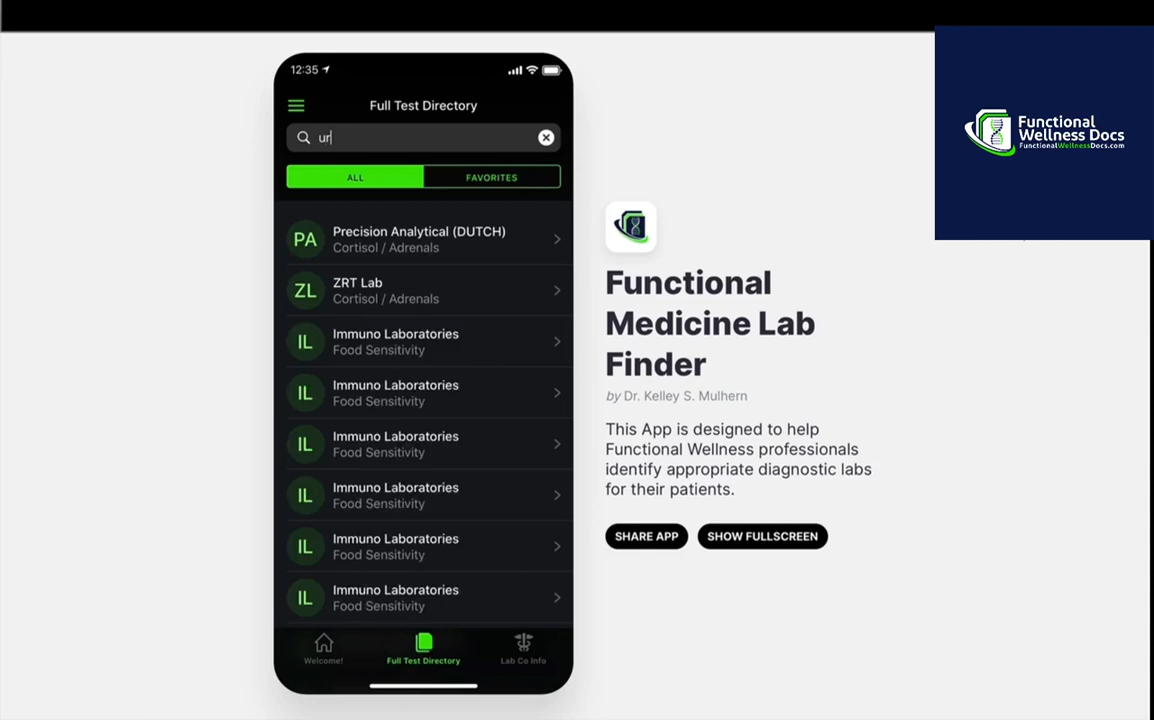 12:35
Full Test Directory
ur
ALL
FAVORITES
PA
Precision Analytical (DUTCH)
Cortisol / Adrenals
ZL
ZRT Lab
Cortisol / Adrenals
IL
Immuno Laboratories
Food Sensitivity
IL
Immuno Laboratories
Food Sensitivity
IL
Immuno Laboratories
Food Sensitivity
IL
Immuno Laboratories
Food Sensitivity
IL
Immuno Laboratories
Food Sensitivity
IL
Immuno Laboratories
Food Sensitivity
Welcome!
Full Test Directory
Lab Co Info
Functional
Medicine Lab
Finder
by Dr. Kelley S. Mulhern
This App is designed to help
Functional Wellness professionals
identify appropriate diagnostic labs
for their patients.
SHARE APP
SHOW FULLSCREEN
Functional
Wellness Docs
FunctionalWellnessDocs.com